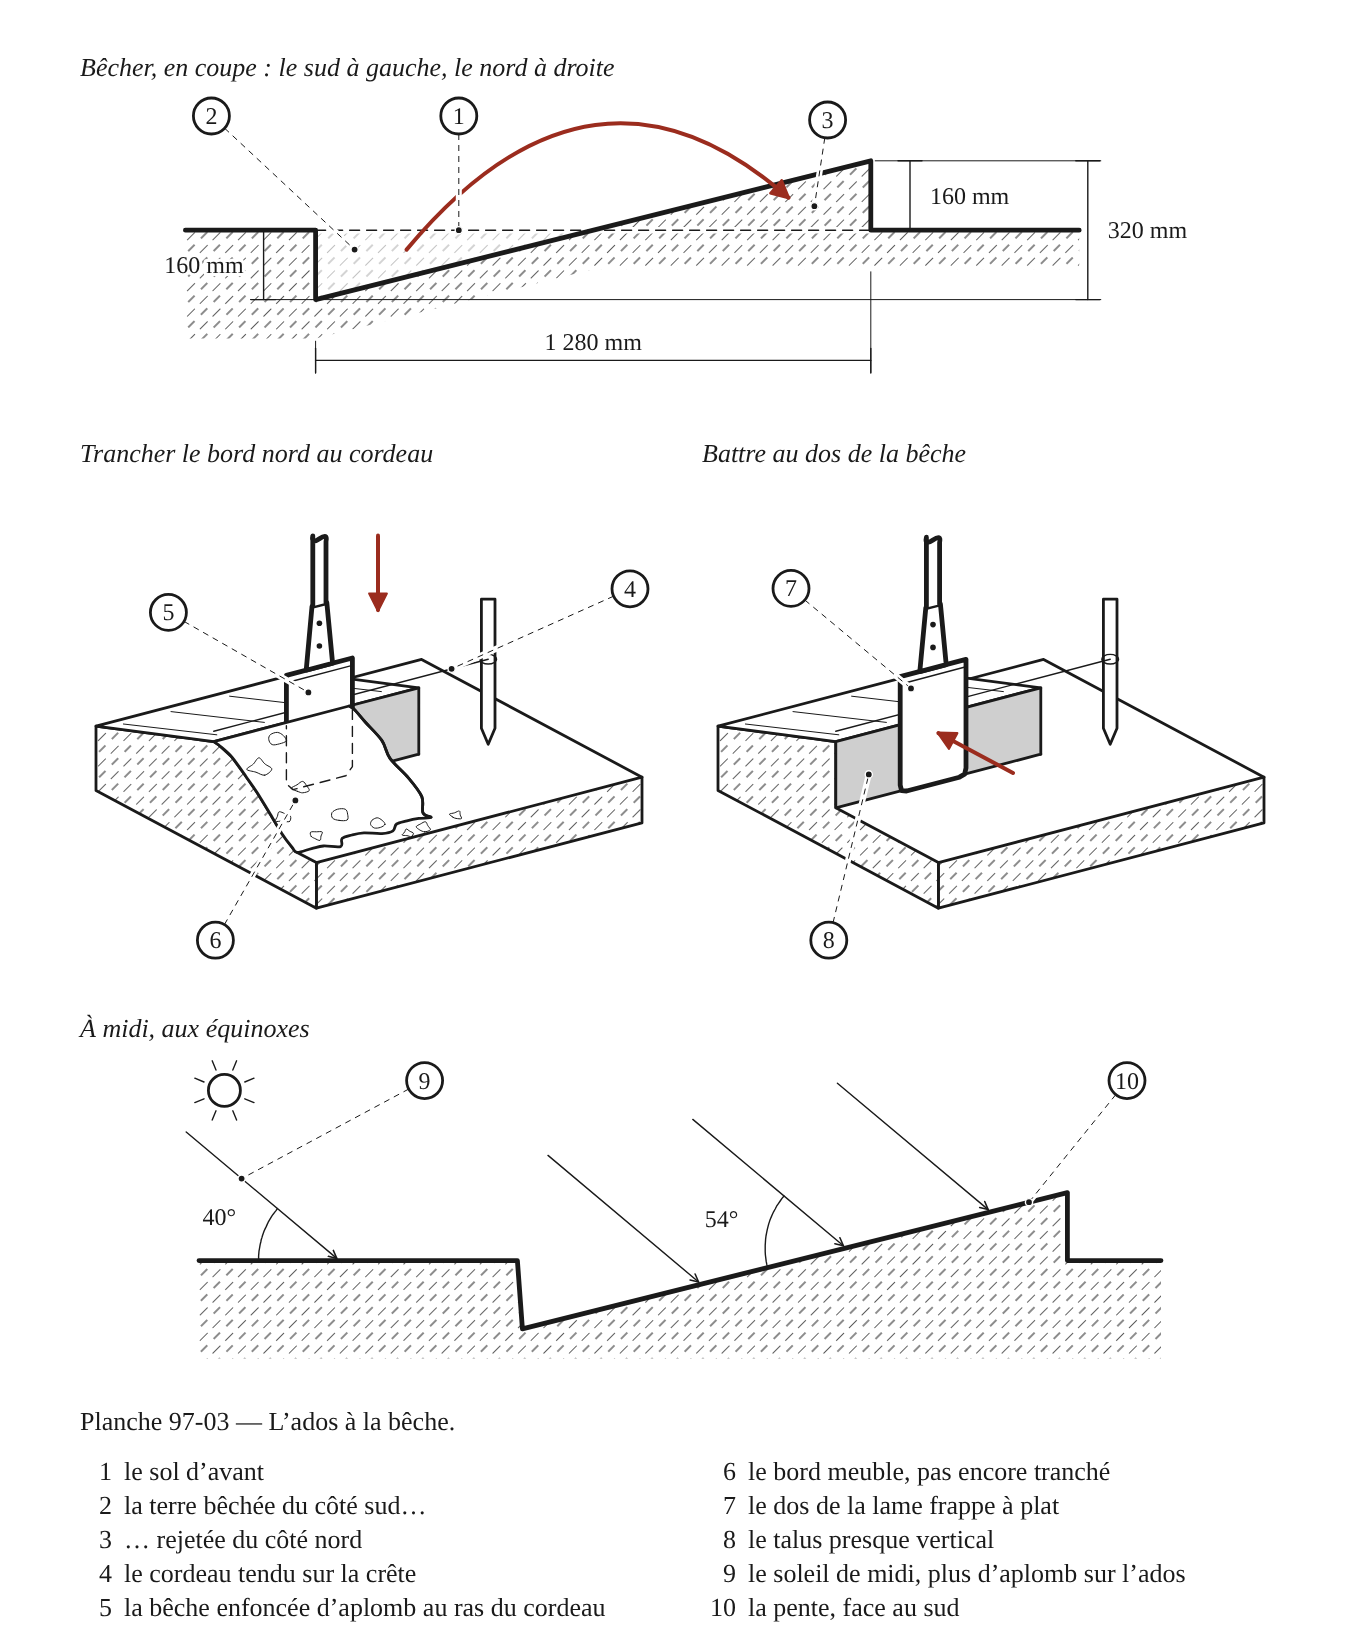 Bêcher, en coupe : le sud à gauche, le nord à droite
2
1
3
160 mm
320 mm
160 mm
1 280 mm
Trancher le bord nord au cordeau
Battre au dos de la bêche
5
4
7
6
8
À midi, aux équinoxes
9
10
40°
54°
Planche 97-03 — L’ados à la bêche.
1 le sol d’avant
2 la terre bêchée du côté sud…
3 … rejetée du côté nord
4 le cordeau tendu sur la crête
5 la bêche enfoncée d’aplomb au ras du cordeau
6 le bord meuble, pas encore tranché
7 le dos de la lame frappe à plat
8 le talus presque vertical
9 le soleil de midi, plus d’aplomb sur l’ados
10 la pente, face au sud